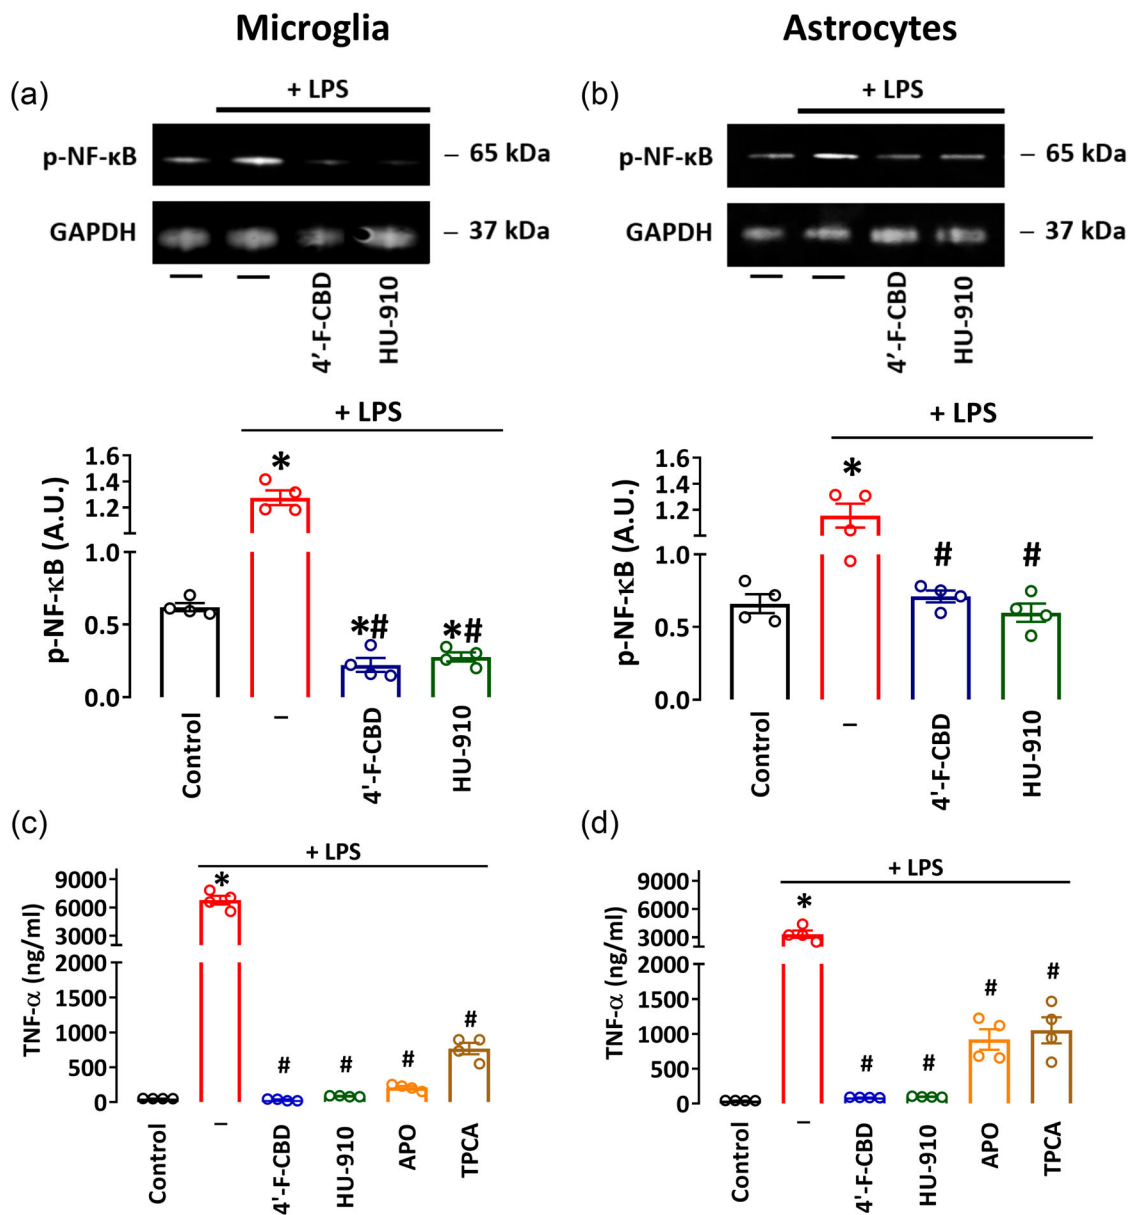 Microglia
Astrocytes
(a)
+ LPS
p-NF-κB
– 65 kDa
GAPDH
– 37 kDa
—
—
4’-F-CBD
HU-910
(b)
+ LPS
p-NF-κB
– 65 kDa
GAPDH
– 37 kDa
—
—
4’-F-CBD
HU-910
+ LPS
p-NF-κB (A.U.)
1.6
1.4
1.2
1.0
0.5
0.0
*
*#
*#
Control
–
4'-F-CBD
HU-910
+ LPS
p-NF-κB (A.U.)
1.6
1.4
1.2
1.0
0.5
0.0
*
#
#
Control
–
4'-F-CBD
HU-910
(c)
+ LPS
TNF-α (ng/ml)
9000
6000
3000
2000
1500
1000
500
0
*
#
#
#
#
Control
–
4'-F-CBD
HU-910
APO
TPCA
(d)
+ LPS
TNF-α (ng/ml)
9000
6000
3000
2000
1500
1000
500
0
*
#
#
#
#
Control
–
4'-F-CBD
HU-910
APO
TPCA